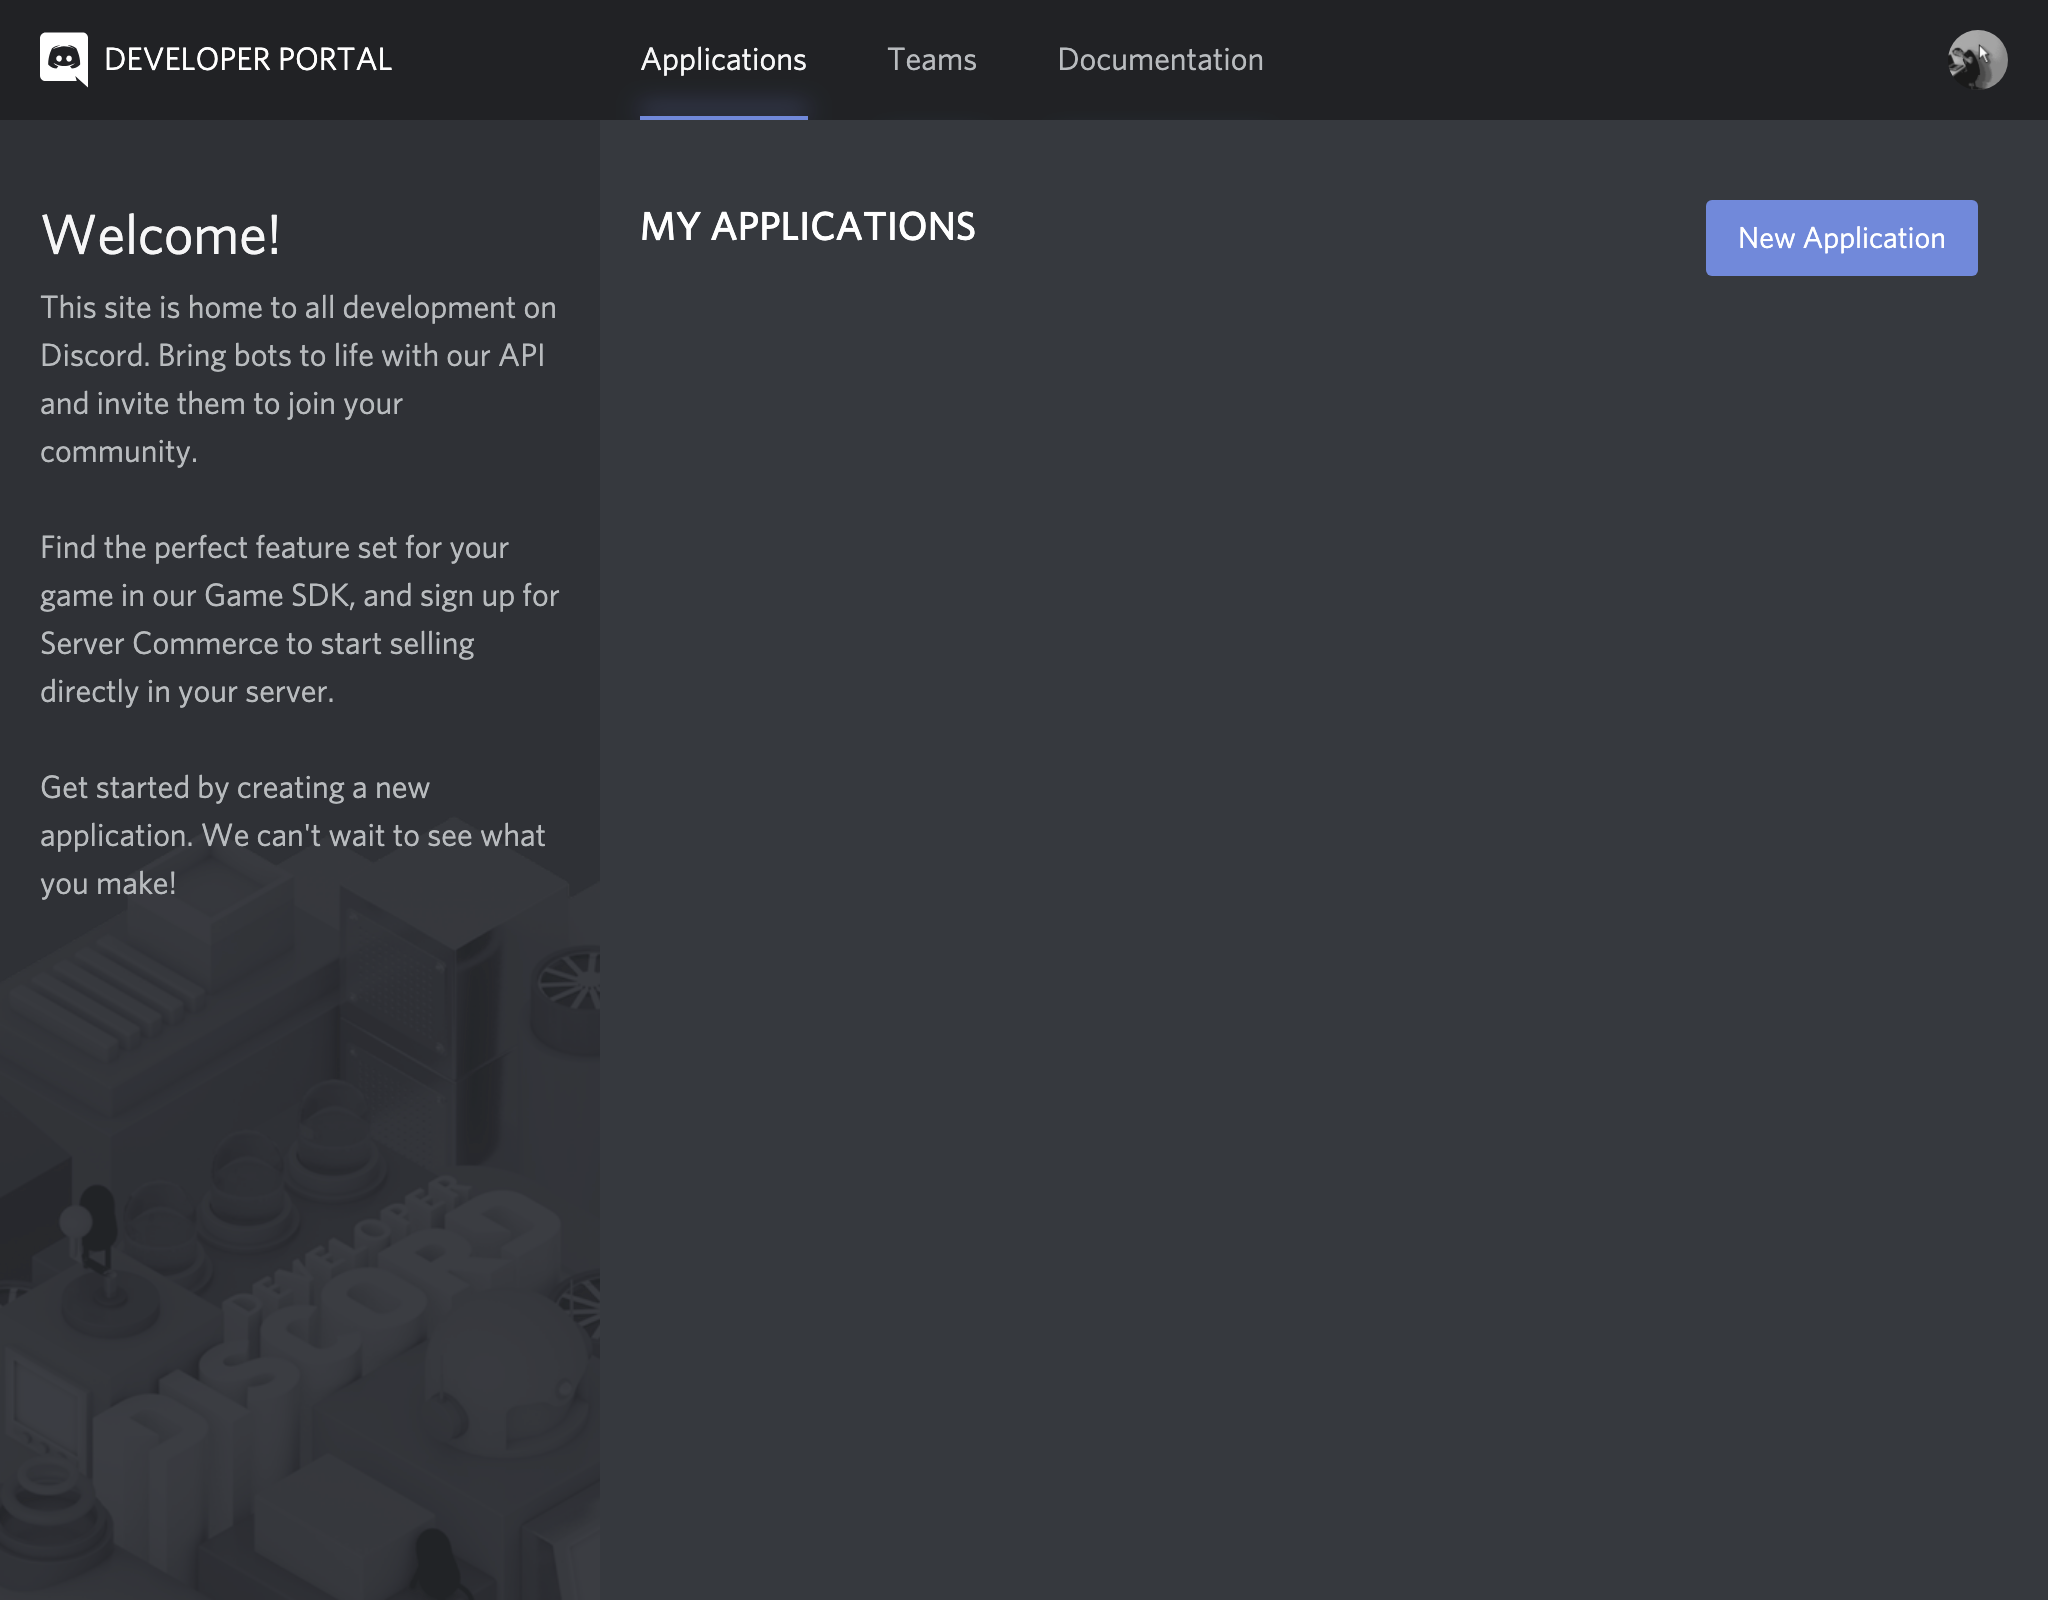 DEVELOPER PORTAL
Applications
Teams
Documentation
Welcome!
This site is home to all development on
Discord. Bring bots to life with our API
and invite them to join your
community.
Find the perfect feature set for your
game in our Game SDK, and sign up for
Server Commerce to start selling
directly in your server.
Get started by creating a new
application. We can't wait to see what
you make!
MY APPLICATIONS
New Application
DISCORD
DEVELOPER